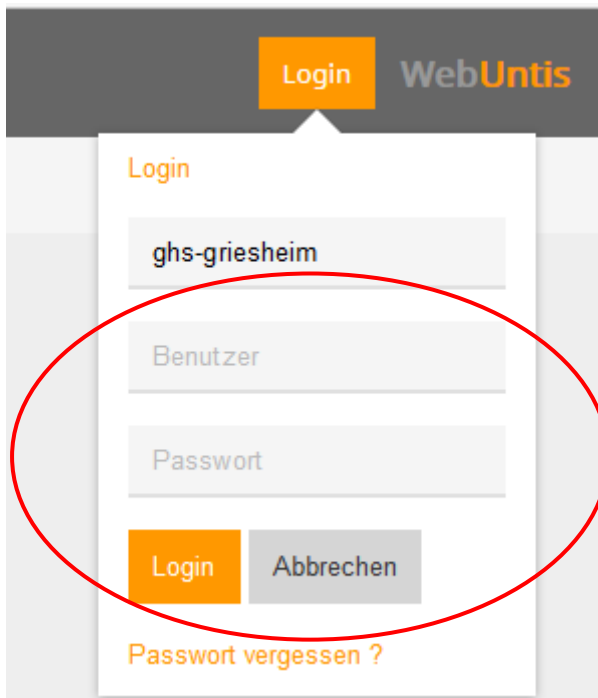 Login WebUntis
Login
ghs-griesheim
Benutzer
Passwort
Login Abbrechen
Passwort vergessen ?